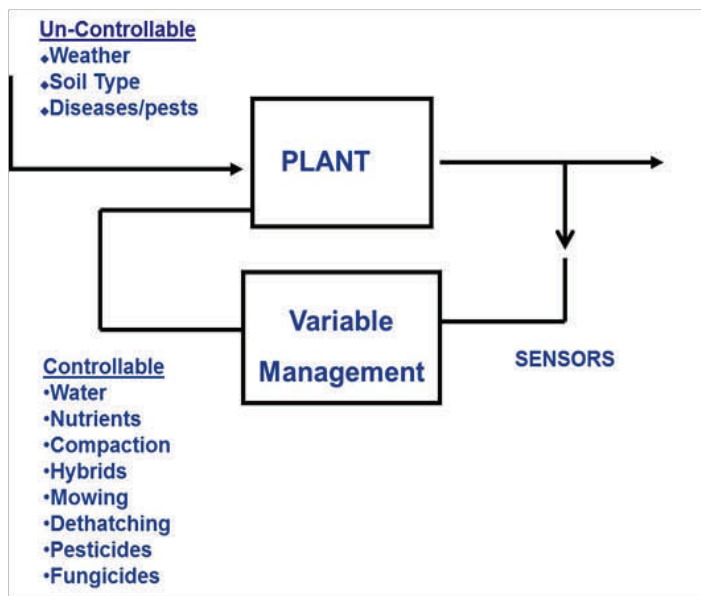 Un-Controllable
◆Weather
◆Soil Type
◆Diseases/pests
PLANT
Variable
Management
SENSORS
Controllable
•Water
•Nutrients
•Compaction
•Hybrids
•Mowing
•Dethatching
•Pesticides
•Fungicides